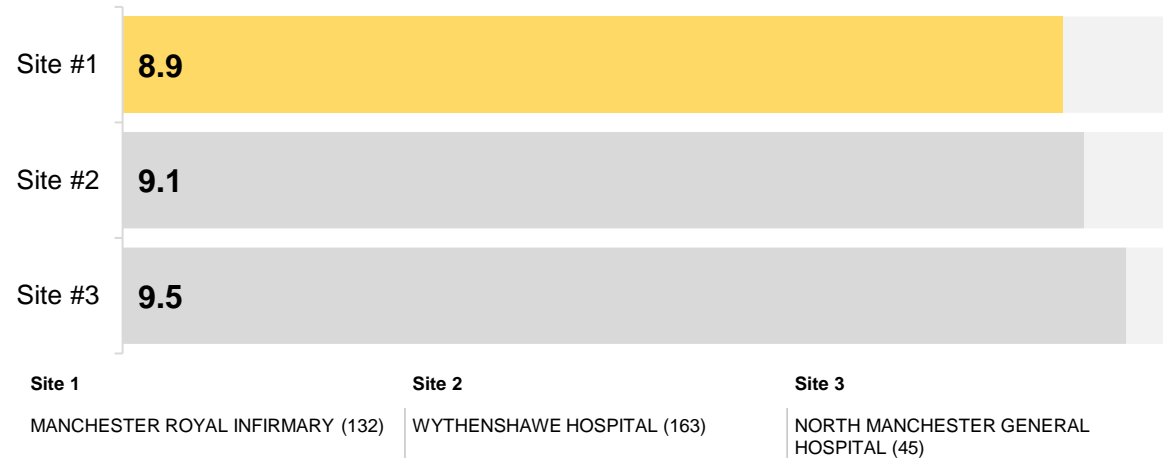 Site #1
8.9
Site #2
9.1
Site #3
9.5
Site 1
Site 2
Site 3
MANCHESTER ROYAL INFIRMARY (132)
WYTHENSHAWE HOSPITAL (163)
NORTH MANCHESTER GENERAL
HOSPITAL (45)